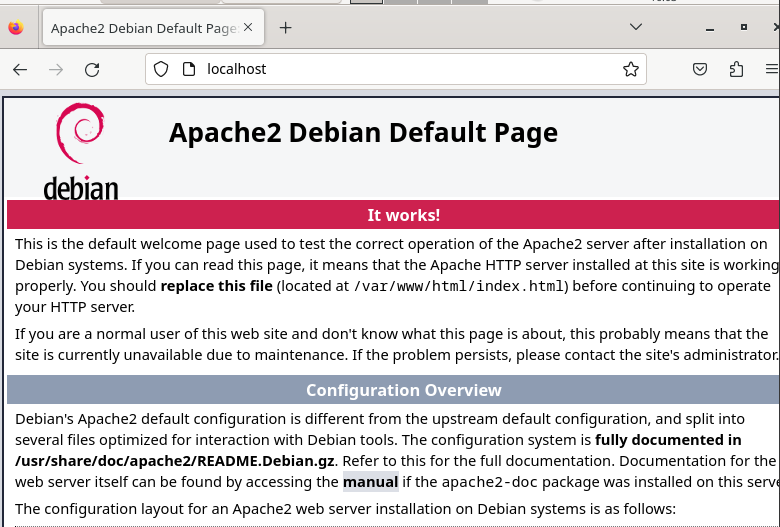 Apache2 Debian Default Page:
localhost
Apache2 Debian Default Page
debian
It works!
This is the default welcome page used to test the correct operation of the Apache2 server after installation on
Debian systems. If you can read this page, it means that the Apache HTTP server installed at this site is working
properly. You should replace this file (located at /var/www/html/index.html) before continuing to operate
your HTTP server.
If you are a normal user of this web site and don't know what this page is about, this probably means that the
site is currently unavailable due to maintenance. If the problem persists, please contact the site's administrator.
Configuration Overview
Debian's Apache2 default configuration is different from the upstream default configuration, and split into
several files optimized for interaction with Debian tools. The configuration system is fully documented in
/usr/share/doc/apache2/README.Debian.gz. Refer to this for the full documentation. Documentation for the
web server itself can be found by accessing the manual if the apache2-doc package was installed on this serve
The configuration layout for an Apache2 web server installation on Debian systems is as follows: